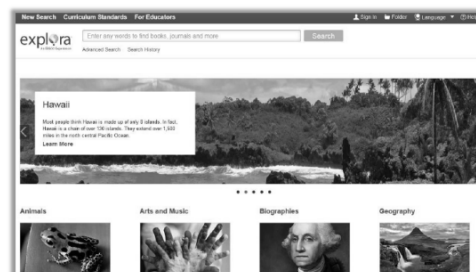 New Search Curriculum Standards For Educators Sign In Folder Language
explora Enter any words to find books, journals and more Search
Advanced Search Search History
Hawaii
Most people think Hawaii is made up of only 8 islands. In fact,
Hawaii is a chain of over 130 islands. They extend over 1,500
miles in the north central Pacific Ocean.
Learn More
Animals Arts and Music Biographies Geography